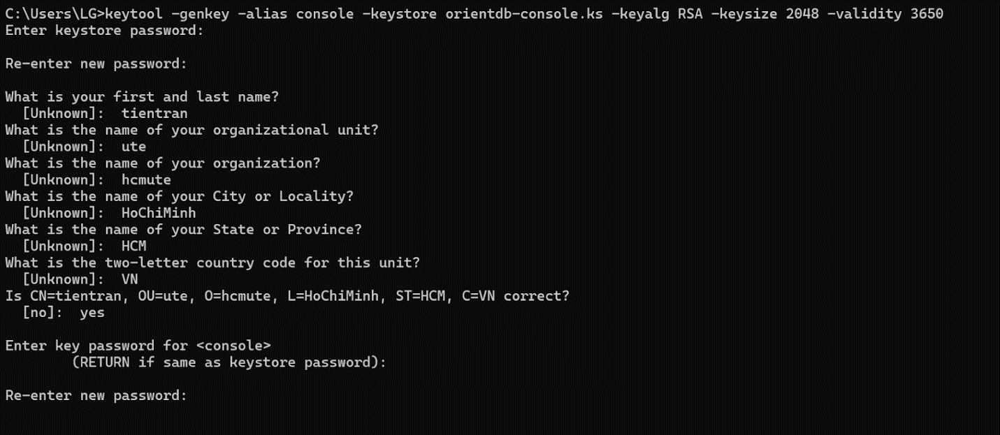 C:\Users\LG>keytool -genkey -alias console -keystore orientdb-console.ks -keyalg RSA -keysize 2048 -validity 3650
Enter keystore password:
Re-enter new password:
What is your first and last name?
[Unknown]: tientran
What is the name of your organizational unit?
[Unknown]: ute
What is the name of your organization?
[Unknown]: hcmute
What is the name of your City or Locality?
[Unknown]: HoChiMinh
What is the name of your State or Province?
[Unknown]: HCM
What is the two-letter country code for this unit?
[Unknown]: VN
Is CN=tientran, OU=ute, O=hcmute, L=HoChiMinh, ST=HCM, C=VN correct?
[no]: yes
Enter key password for <console>
(RETURN if same as keystore password):
Re-enter new password: